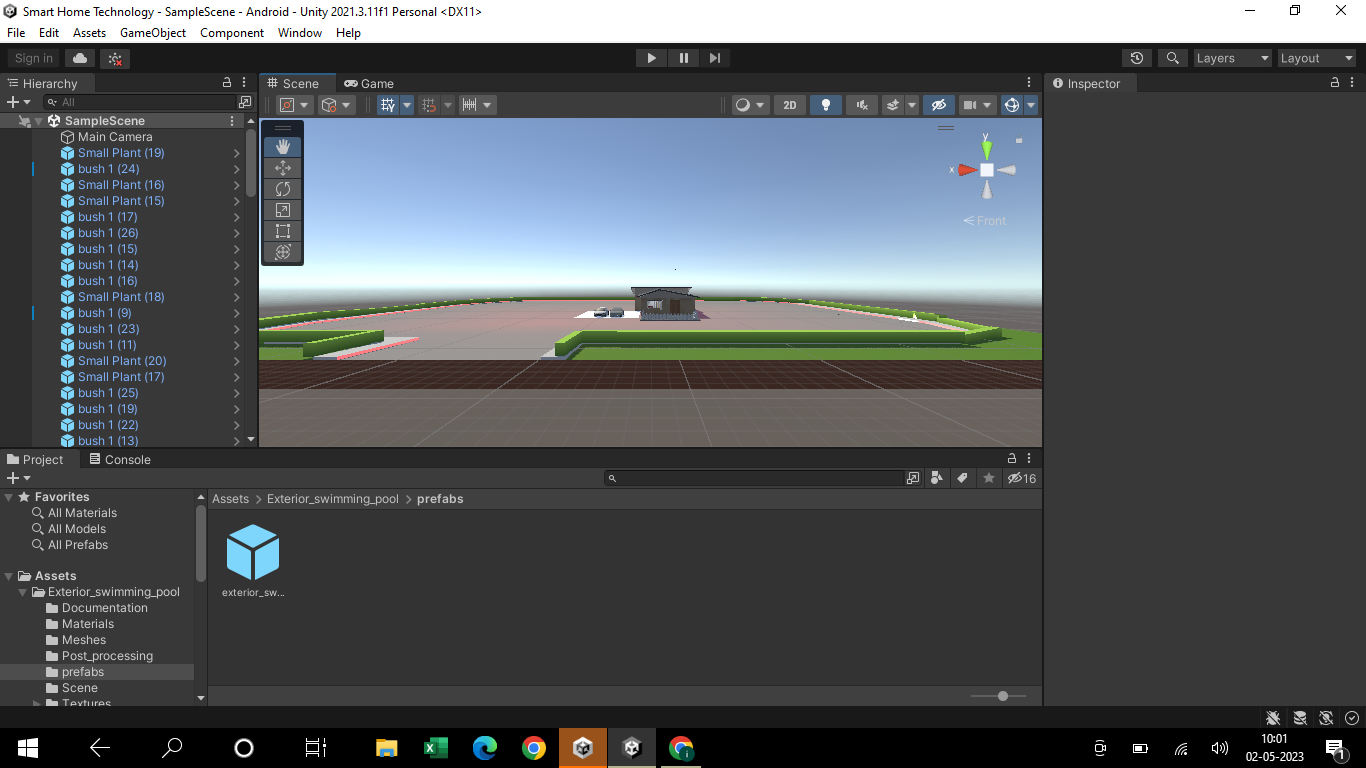 Smart Home Technology - SampleScene - Android - Unity 2021.3.11f1 Personal <DX11>
File Edit Assets GameObject Component Window Help
Sign in Layers Layout
Hierarchy Scene Game Inspector
All 2D
SampleScene
Main Camera
Small Plant (19)
bush 1 (24)
Small Plant (16)
Small Plant (15)
bush 1 (17)
bush 1 (26)
bush 1 (15)
bush 1 (14)
bush 1 (16)
Small Plant (18)
bush 1 (9)
bush 1 (23)
bush 1 (11)
Small Plant (20)
Small Plant (17)
bush 1 (25)
bush 1 (19)
bush 1 (22)
bush 1 (13)
y
x
Front
Project Console
16
Favorites
All Materials
All Models
All Prefabs
Assets
Exterior_swimming_pool
Documentation
Materials
Meshes
Post_processing
prefabs
Scene
Textures
Assets > Exterior_swimming_pool > prefabs
exterior_sw...
10:01
02-05-2023
1